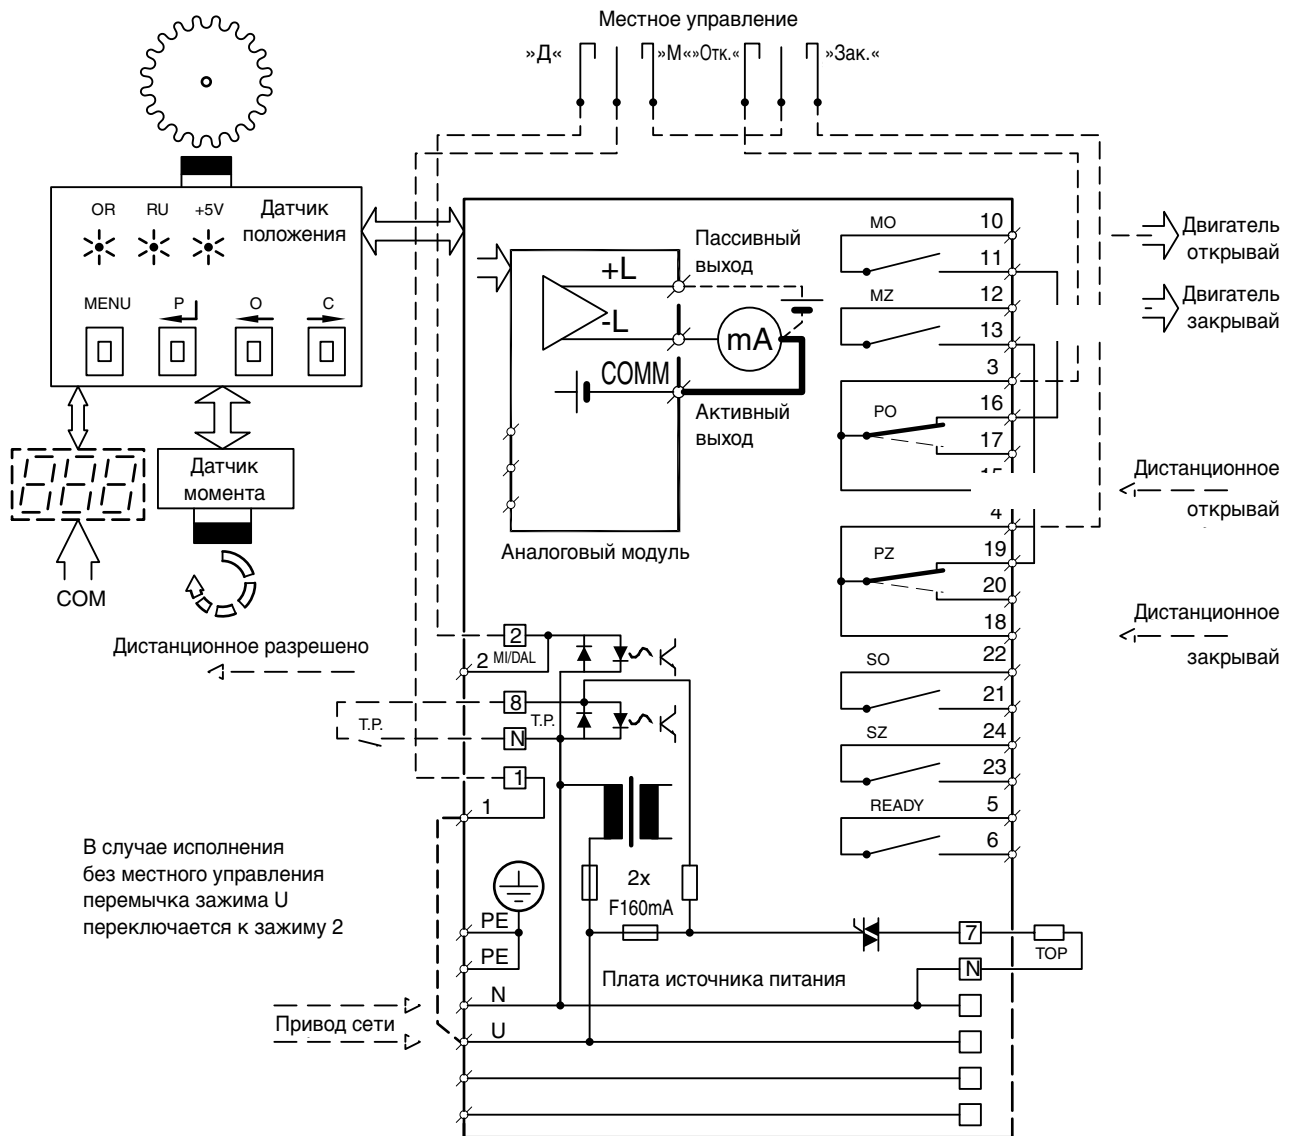 Местное управление
»Д«
»М«
»Отк.«
»Зак.«
OR RU +5V
Датчик
положения
MENU P O C
Датчик
момента
COM
Пассивный
выход
+L
-L
mA
COMM
Активный
выход
Аналоговый модуль
MO 10
11
MZ 12
13
3
PO 16
17
4
PZ 19
20
18
SO 22
21
SZ 24
23
READY 5
6
Двигатель
открывай
Двигатель
закрывай
Дистанционное
открывай
Дистанционное
закрывай
Дистанционное разрешено
2
2 MI/DAL
8
T.P. T.P.
N
1
1
В случае исполнения
без местного управления
перемычка зажима U
переключается к зажиму 2
2x
F160mA
PE
PE
7
TOP
N
Плата источника питания
N
Привод сети
U